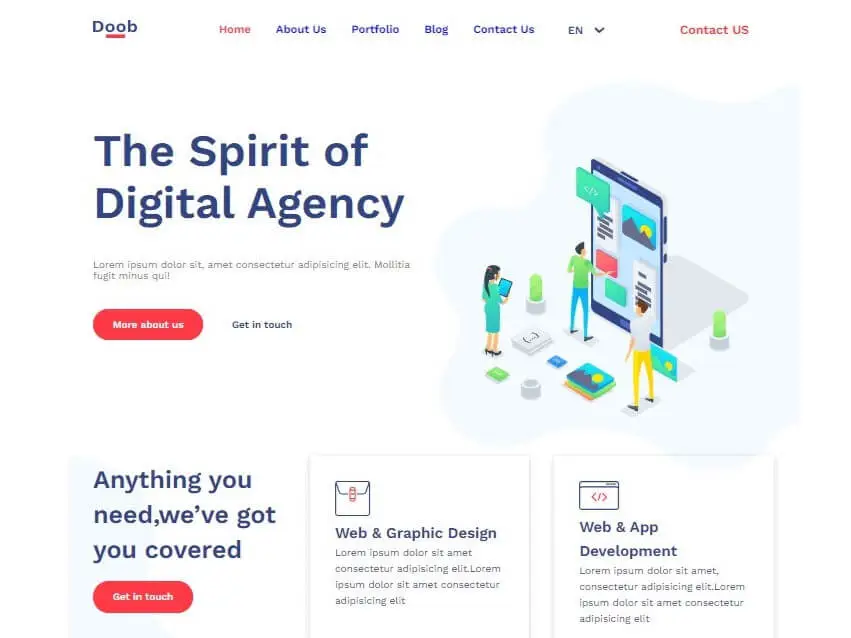 Doob
Home About Us Portfolio Blog Contact Us EN Contact US
The Spirit of
Digital Agency
Lorem ipsum dolor sit, amet consectetur adipisicing elit. Mollitia
fugit minus qui!
More about us Get in touch
</>
{...}
Anything you
need,we’ve got
you covered
Get in touch
Web & Graphic Design
Lorem ipsum dolor sit amet
consectetur adipisicing elit.Lorem
ipsum dolor sit amet consectetur
adipisicing elit
</>
Web & App
Development
Lorem ipsum dolor sit amet,
consectetur adipisicing elit.Lorem
ipsum dolor sit amet consectetur
adipisicing elit